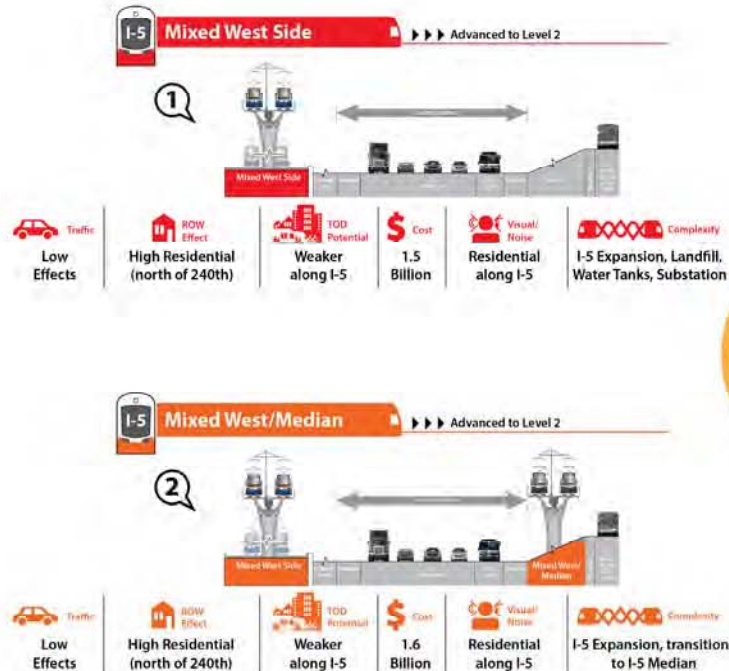 I-5 Mixed West Side Advanced to Level 2
1
Mixed West Side
Traffic
Low
Effects
ROW
Effect
High Residential
(north of 240th)
TOD
Potential
Weaker
along I-5
$ Cost
1.5
Billion
Visual/
Noise
Residential
along I-5
Complexity
I-5 Expansion, Landfill,
Water Tanks, Substation
I-5 Mixed West/Median Advanced to Level 2
2
Mixed West Side
Mixed West/
Median
Traffic
Low
Effects
ROW
Effect
High Residential
(north of 240th)
TOD
Potential
Weaker
along I-5
$ Cost
1.6
Billion
Visual/
Noise
Residential
along I-5
Complexity
I-5 Expansion, transition
to I-5 Median